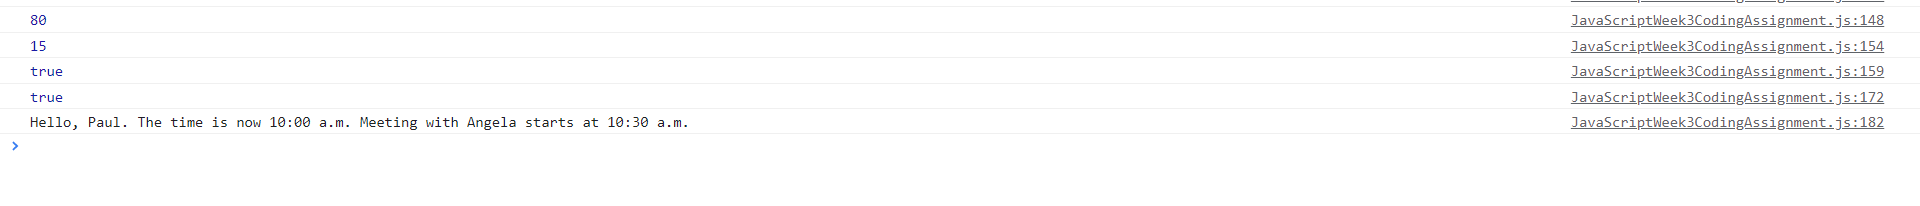 80 JavaScriptWeek3CodingAssignment.js:148
15 JavaScriptWeek3CodingAssignment.js:154
true JavaScriptWeek3CodingAssignment.js:159
true JavaScriptWeek3CodingAssignment.js:172
Hello, Paul. The time is now 10:00 a.m. Meeting with Angela starts at 10:30 a.m. JavaScriptWeek3CodingAssignment.js:182